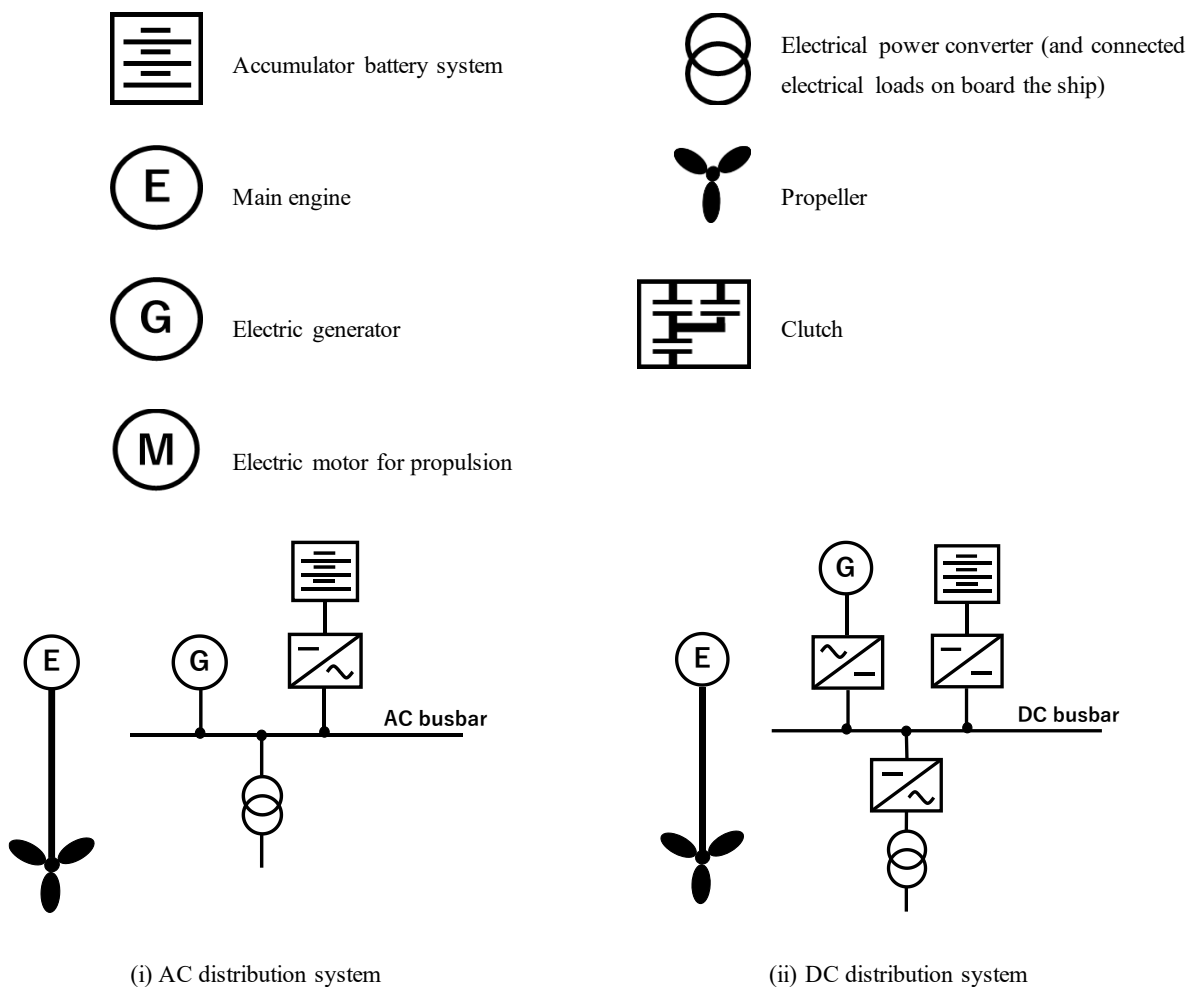 Accumulator battery system
Electrical power converter (and connected
electrical loads on board the ship)
E
Main engine
Propeller
G
Electric generator
Clutch
M
Electric motor for propulsion
E
G
AC busbar
(i) AC distribution system
G
E
DC busbar
(ii) DC distribution system